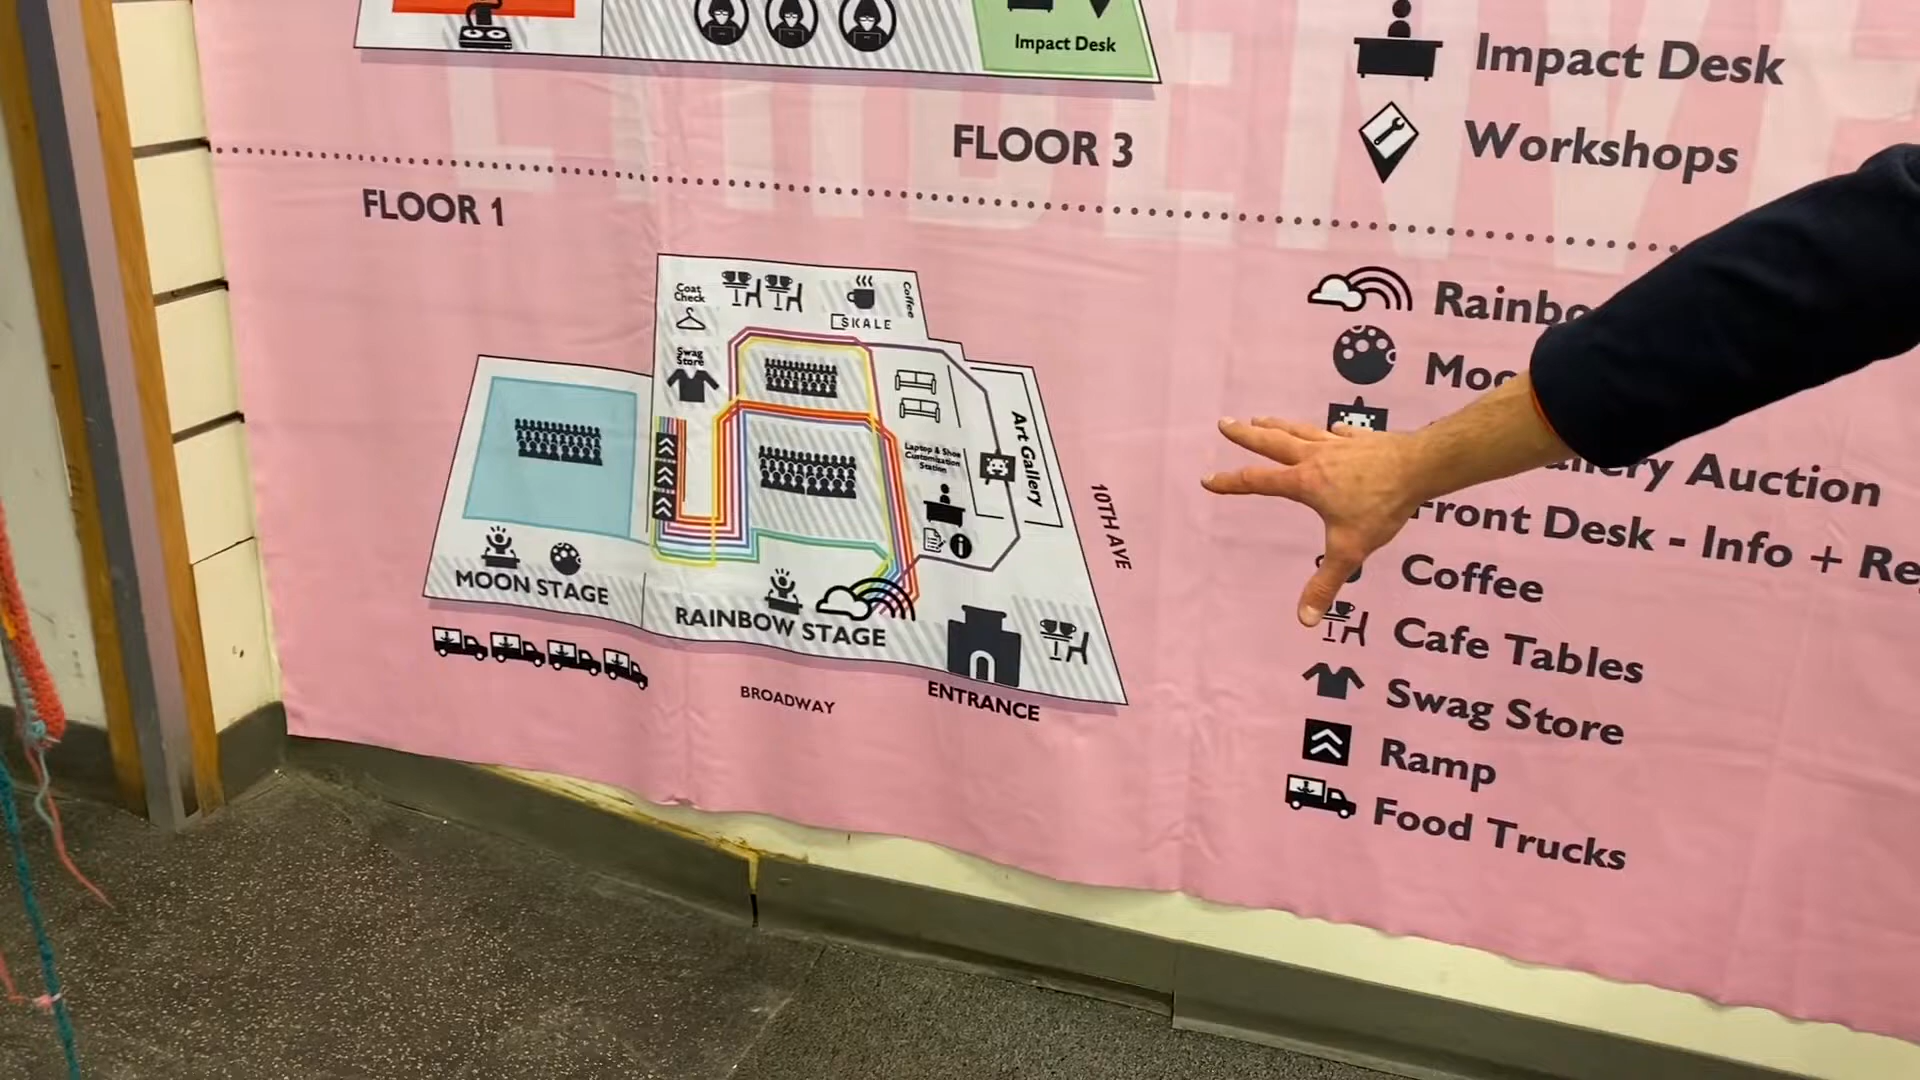 Impact Desk
Impact Desk
Workshops
FLOOR 3
FLOOR 1
Coat
Check
Coffee
SKALE
Swag
Store
Laptop & Shoe
Customization
Station
Art Gallery
10TH AVE
MOON STAGE
RAINBOW STAGE
BROADWAY
ENTRANCE
Rainbo
Moo
allery Auction
Front Desk - Info + Re
Coffee
Cafe Tables
Swag Store
Ramp
Food Trucks